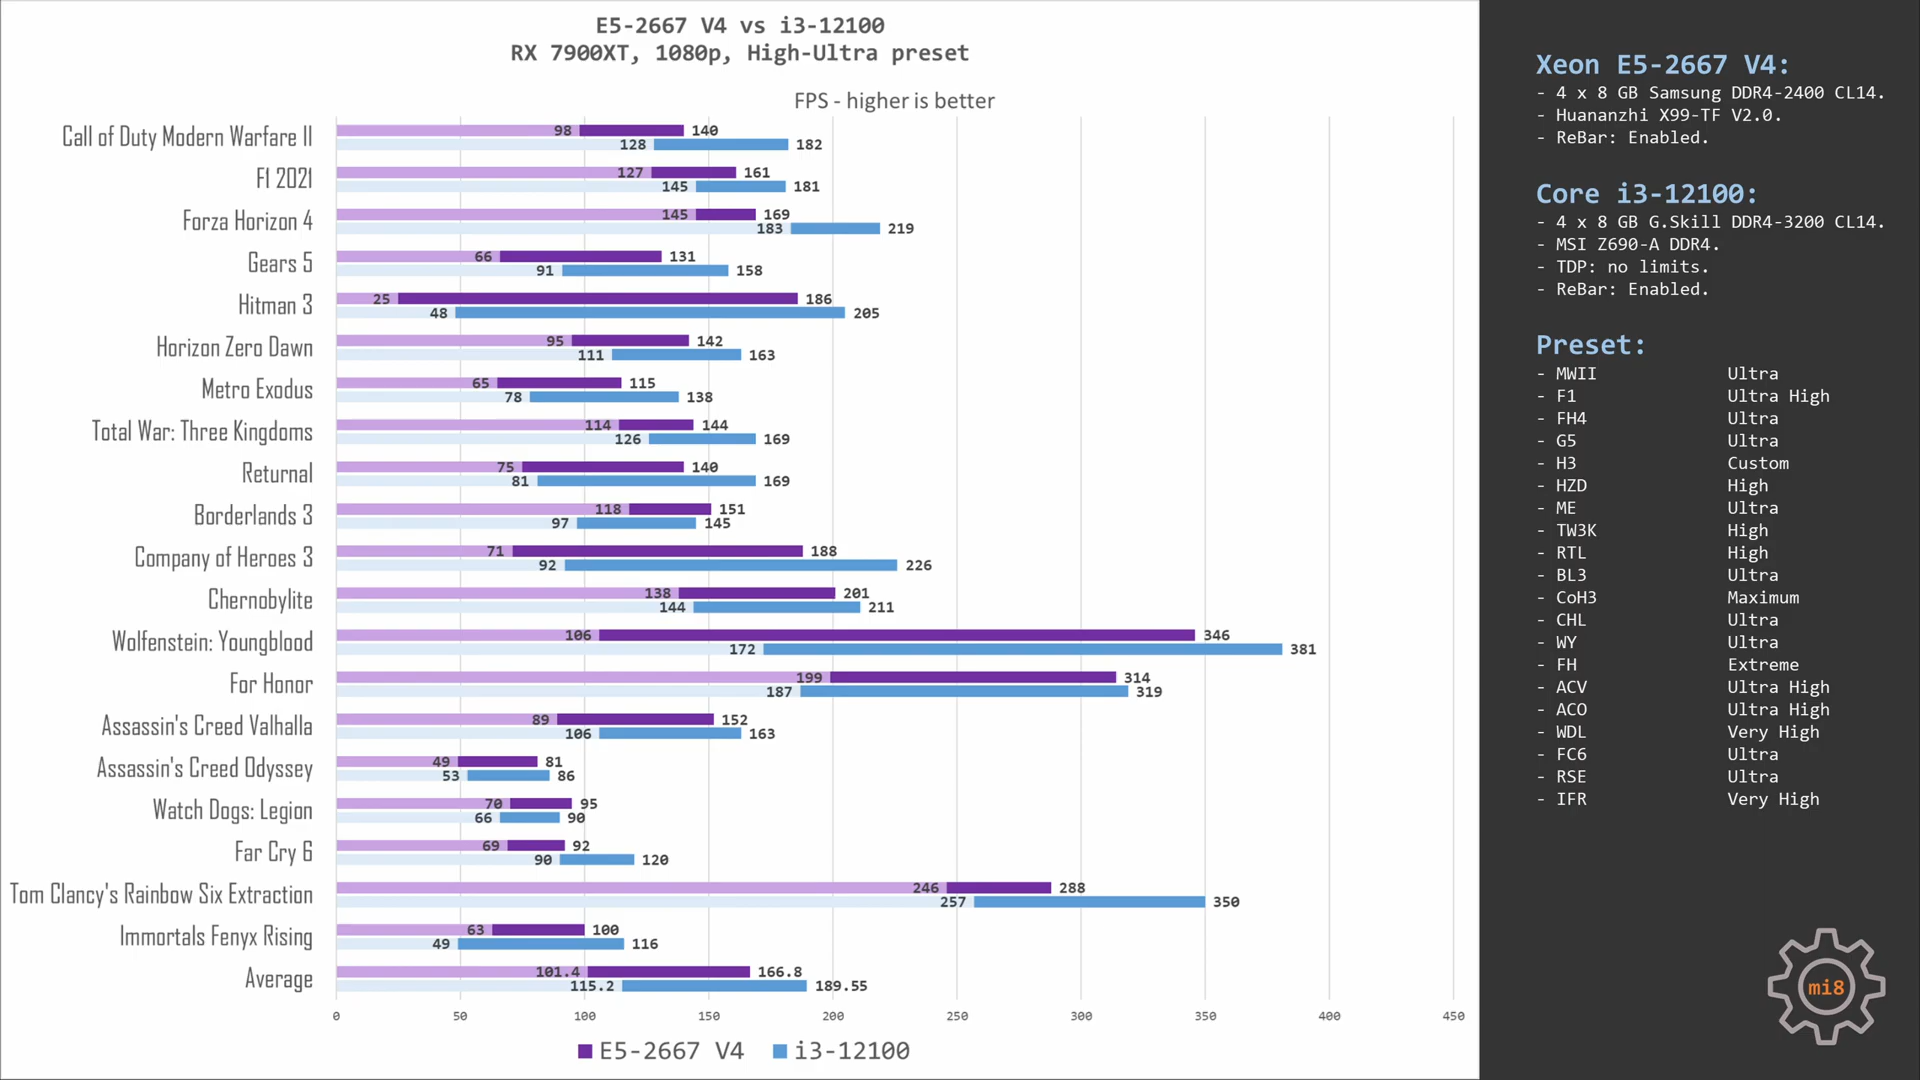 E5-2667 V4 vs i3-12100
RX 7900XT, 1080p, High-Ultra preset
FPS - higher is better
Call of Duty Modern Warfare II
98 140
128 182
F1 2021
127 161
145 181
Forza Horizon 4
145 169
183 219
Gears 5
66 131
91 158
Hitman 3
25 186
48 205
Horizon Zero Dawn
95 142
111 163
Metro Exodus
65 115
78 138
Total War: Three Kingdoms
114 144
126 169
Returnal
75 140
81 169
Borderlands 3
118 151
97 145
Company of Heroes 3
71 188
92 226
Chernobylite
138 201
144 211
Wolfenstein: Youngblood
106 346
172 381
For Honor
199 314
187 319
Assassin's Creed Valhalla
89 152
106 163
Assassin's Creed Odyssey
49 81
53 86
Watch Dogs: Legion
70 95
66 90
Far Cry 6
69 92
90 120
Tom Clancy's Rainbow Six Extraction
246 288
257 350
Immortals Fenyx Rising
63 100
49 116
Average
101.4 166.8
115.2 189.55
0 50 100 150 200 250 300 350 400 450
E5-2667 V4 i3-12100
Xeon E5-2667 V4:
- 4 x 8 GB Samsung DDR4-2400 CL14.
- Huananzhi X99-TF V2.0.
- ReBar: Enabled.
Core i3-12100:
- 4 x 8 GB G.Skill DDR4-3200 CL14.
- MSI Z690-A DDR4.
- TDP: no limits.
- ReBar: Enabled.
Preset:
- MWII Ultra
- F1 Ultra High
- FH4 Ultra
- G5 Ultra
- H3 Custom
- HZD High
- ME Ultra
- TW3K High
- RTL High
- BL3 Ultra
- CoH3 Maximum
- CHL Ultra
- WY Ultra
- FH Extreme
- ACV Ultra High
- ACO Ultra High
- WDL Very High
- FC6 Ultra
- RSE Ultra
- IFR Very High
mi8